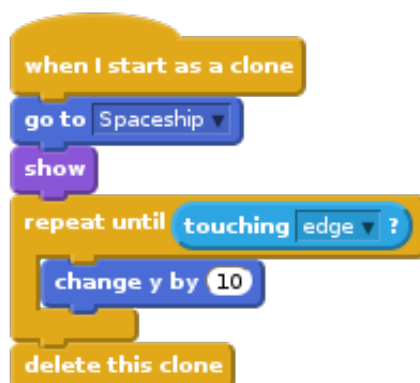 when I start as a clone
go to Spaceship
show
repeat until touching edge ?
change y by 10
delete this clone